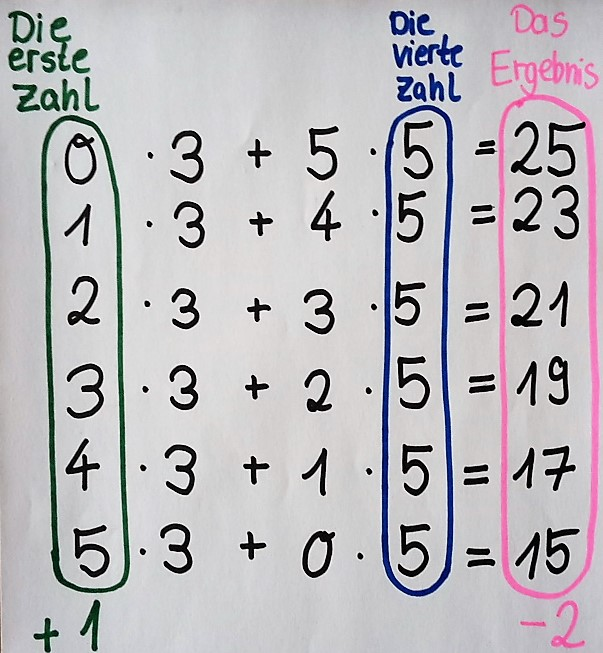 Die erste Zahl
Die vierte Zahl
Das Ergebnis
0 · 3 + 5 · 5 = 25
1 · 3 + 4 · 5 = 23
2 · 3 + 3 · 5 = 21
3 · 3 + 2 · 5 = 19
4 · 3 + 1 · 5 = 17
5 · 3 + 0 · 5 = 15
+ 1
- 2